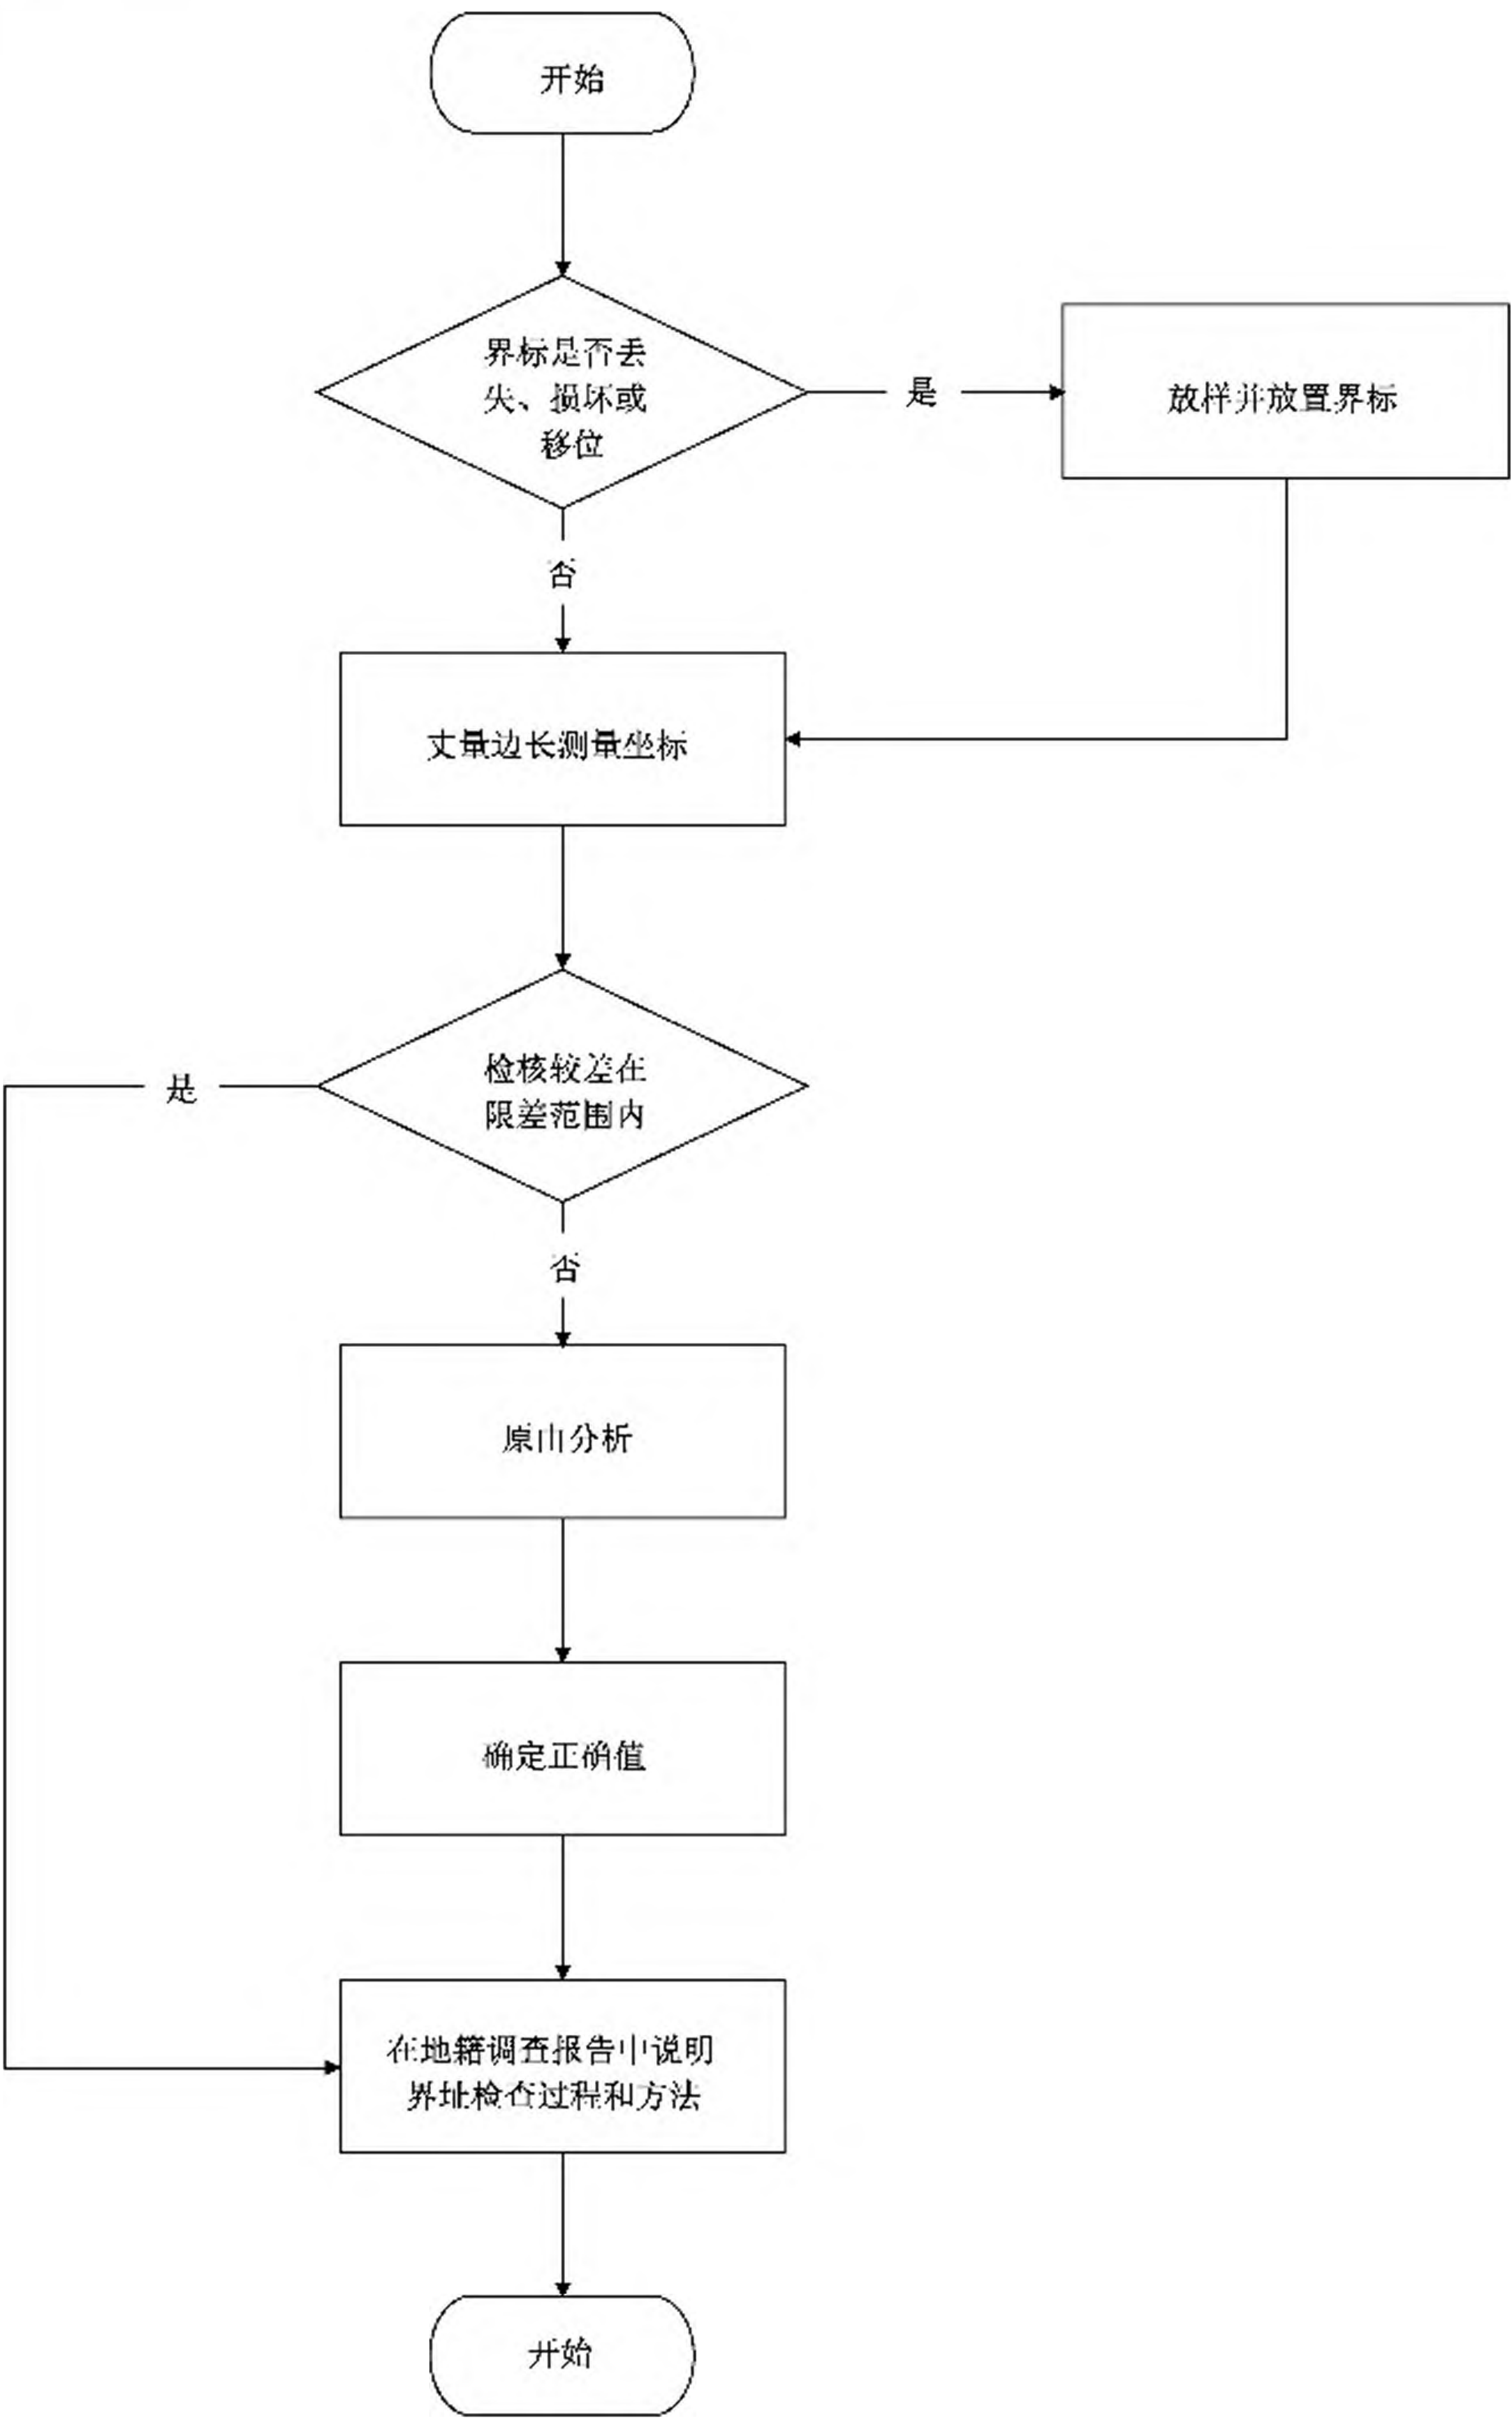 开始
界标是否丢
失、损坏或
移位
是
放样并放置界标
否
丈量边长测量坐标
检核较差在
限差范围内
是
否
原由分析
确定正确值
在地籍调查报告中说明
界址检查过程和方法
开始